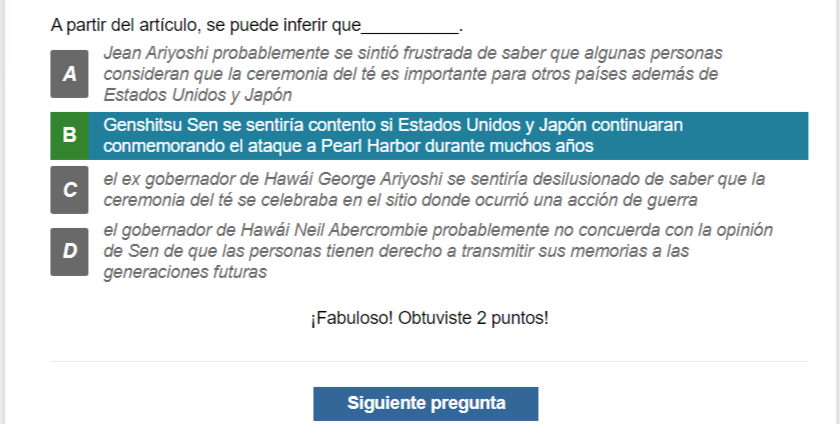 A partir del artículo, se puede inferir que__________.
A
Jean Ariyoshi probablemente se sintió frustrada de saber que algunas personas
consideran que la ceremonia del té es importante para otros países además de
Estados Unidos y Japón
B
Genshitsu Sen se sentiría contento si Estados Unidos y Japón continuaran
conmemorando el ataque a Pearl Harbor durante muchos años
C
el ex gobernador de Hawái George Ariyoshi se sentiría desilusionado de saber que la
ceremonia del té se celebraba en el sitio donde ocurrió una acción de guerra
D
el gobernador de Hawái Neil Abercrombie probablemente no concuerda con la opinión
de Sen de que las personas tienen derecho a transmitir sus memorias a las
generaciones futuras
¡Fabuloso! Obtuviste 2 puntos!
Siguiente pregunta